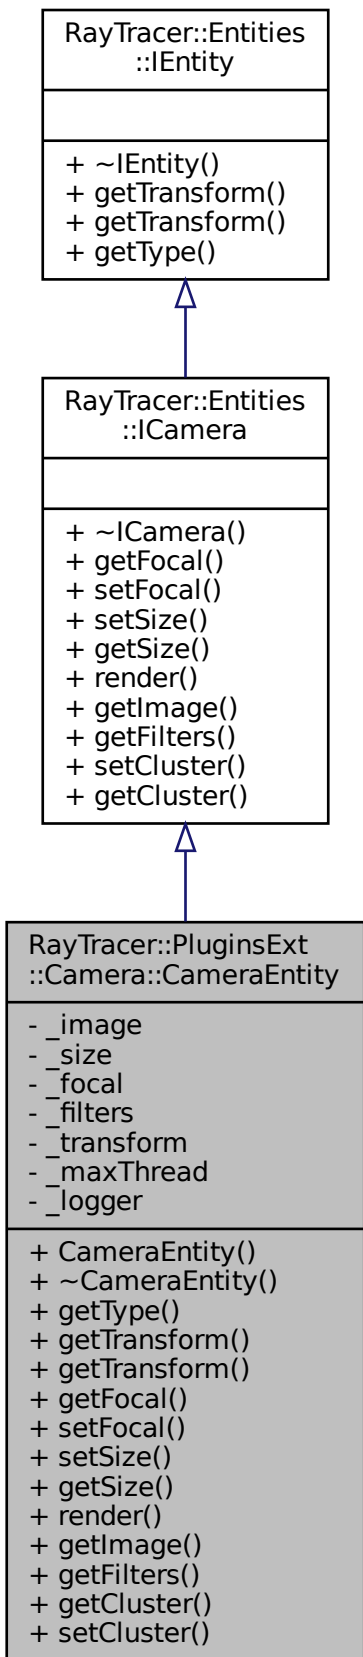 RayTracer::Entities
::IEntity
+ ~IEntity()
+ getTransform()
+ getTransform()
+ getType()
RayTracer::Entities
::ICamera
+ ~ICamera()
+ getFocal()
+ setFocal()
+ setSize()
+ getSize()
+ render()
+ getImage()
+ getFilters()
+ setCluster()
+ getCluster()
RayTracer::PluginsExt
::Camera::CameraEntity
- _image
- _size
- _focal
- _filters
- _transform
- _maxThread
- _logger
+ CameraEntity()
+ ~CameraEntity()
+ getType()
+ getTransform()
+ getTransform()
+ getFocal()
+ setFocal()
+ setSize()
+ getSize()
+ render()
+ getImage()
+ getFilters()
+ getCluster()
+ setCluster()